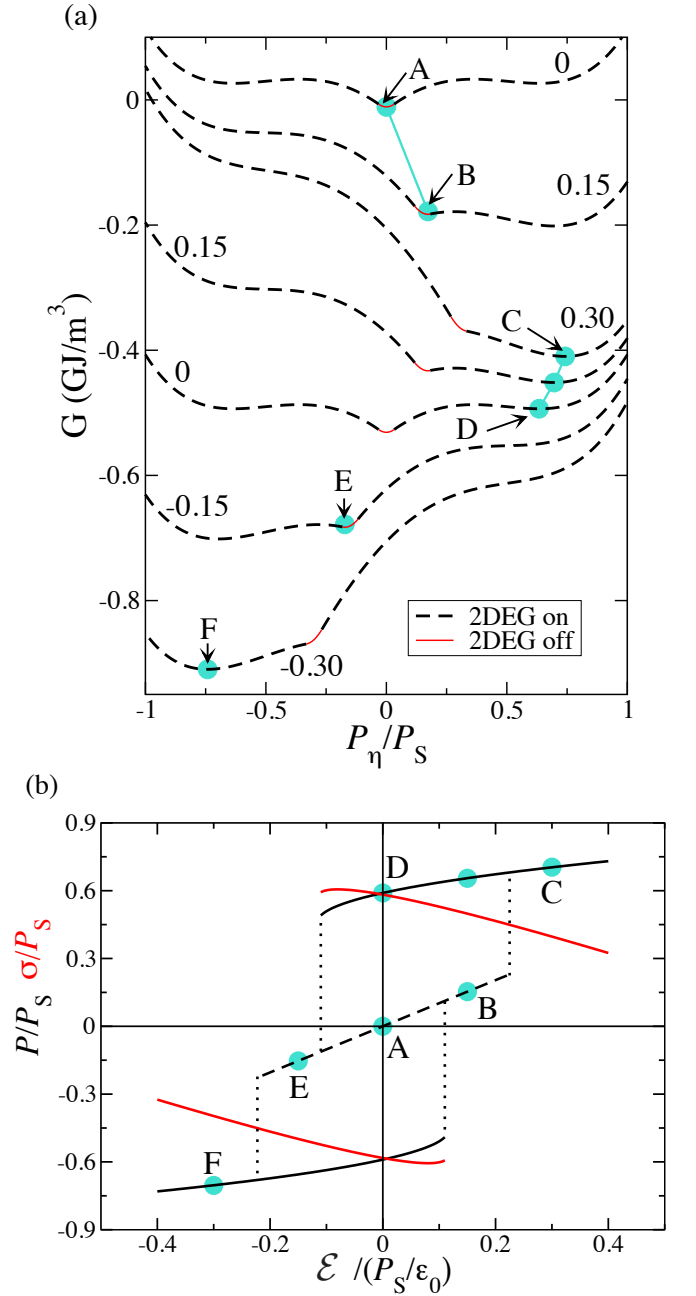 (a)
0
A
0
B
0.15
-0.2
0.15
C
0.30
-0.4
0
D
G (GJ/m³)
-0.6
E
-0.15
-0.8
F
2DEG on
2DEG off
-0.30
-1 -0.5 0 0.5 1
Pη/PS
(b)
0.9
D
0.6
C
0.3
B
P/PS σ/PS
0
A
E
-0.3
-0.6
F
-0.9
-0.4 -0.2 0 0.2 0.4
ℰ /(PS/ε0)